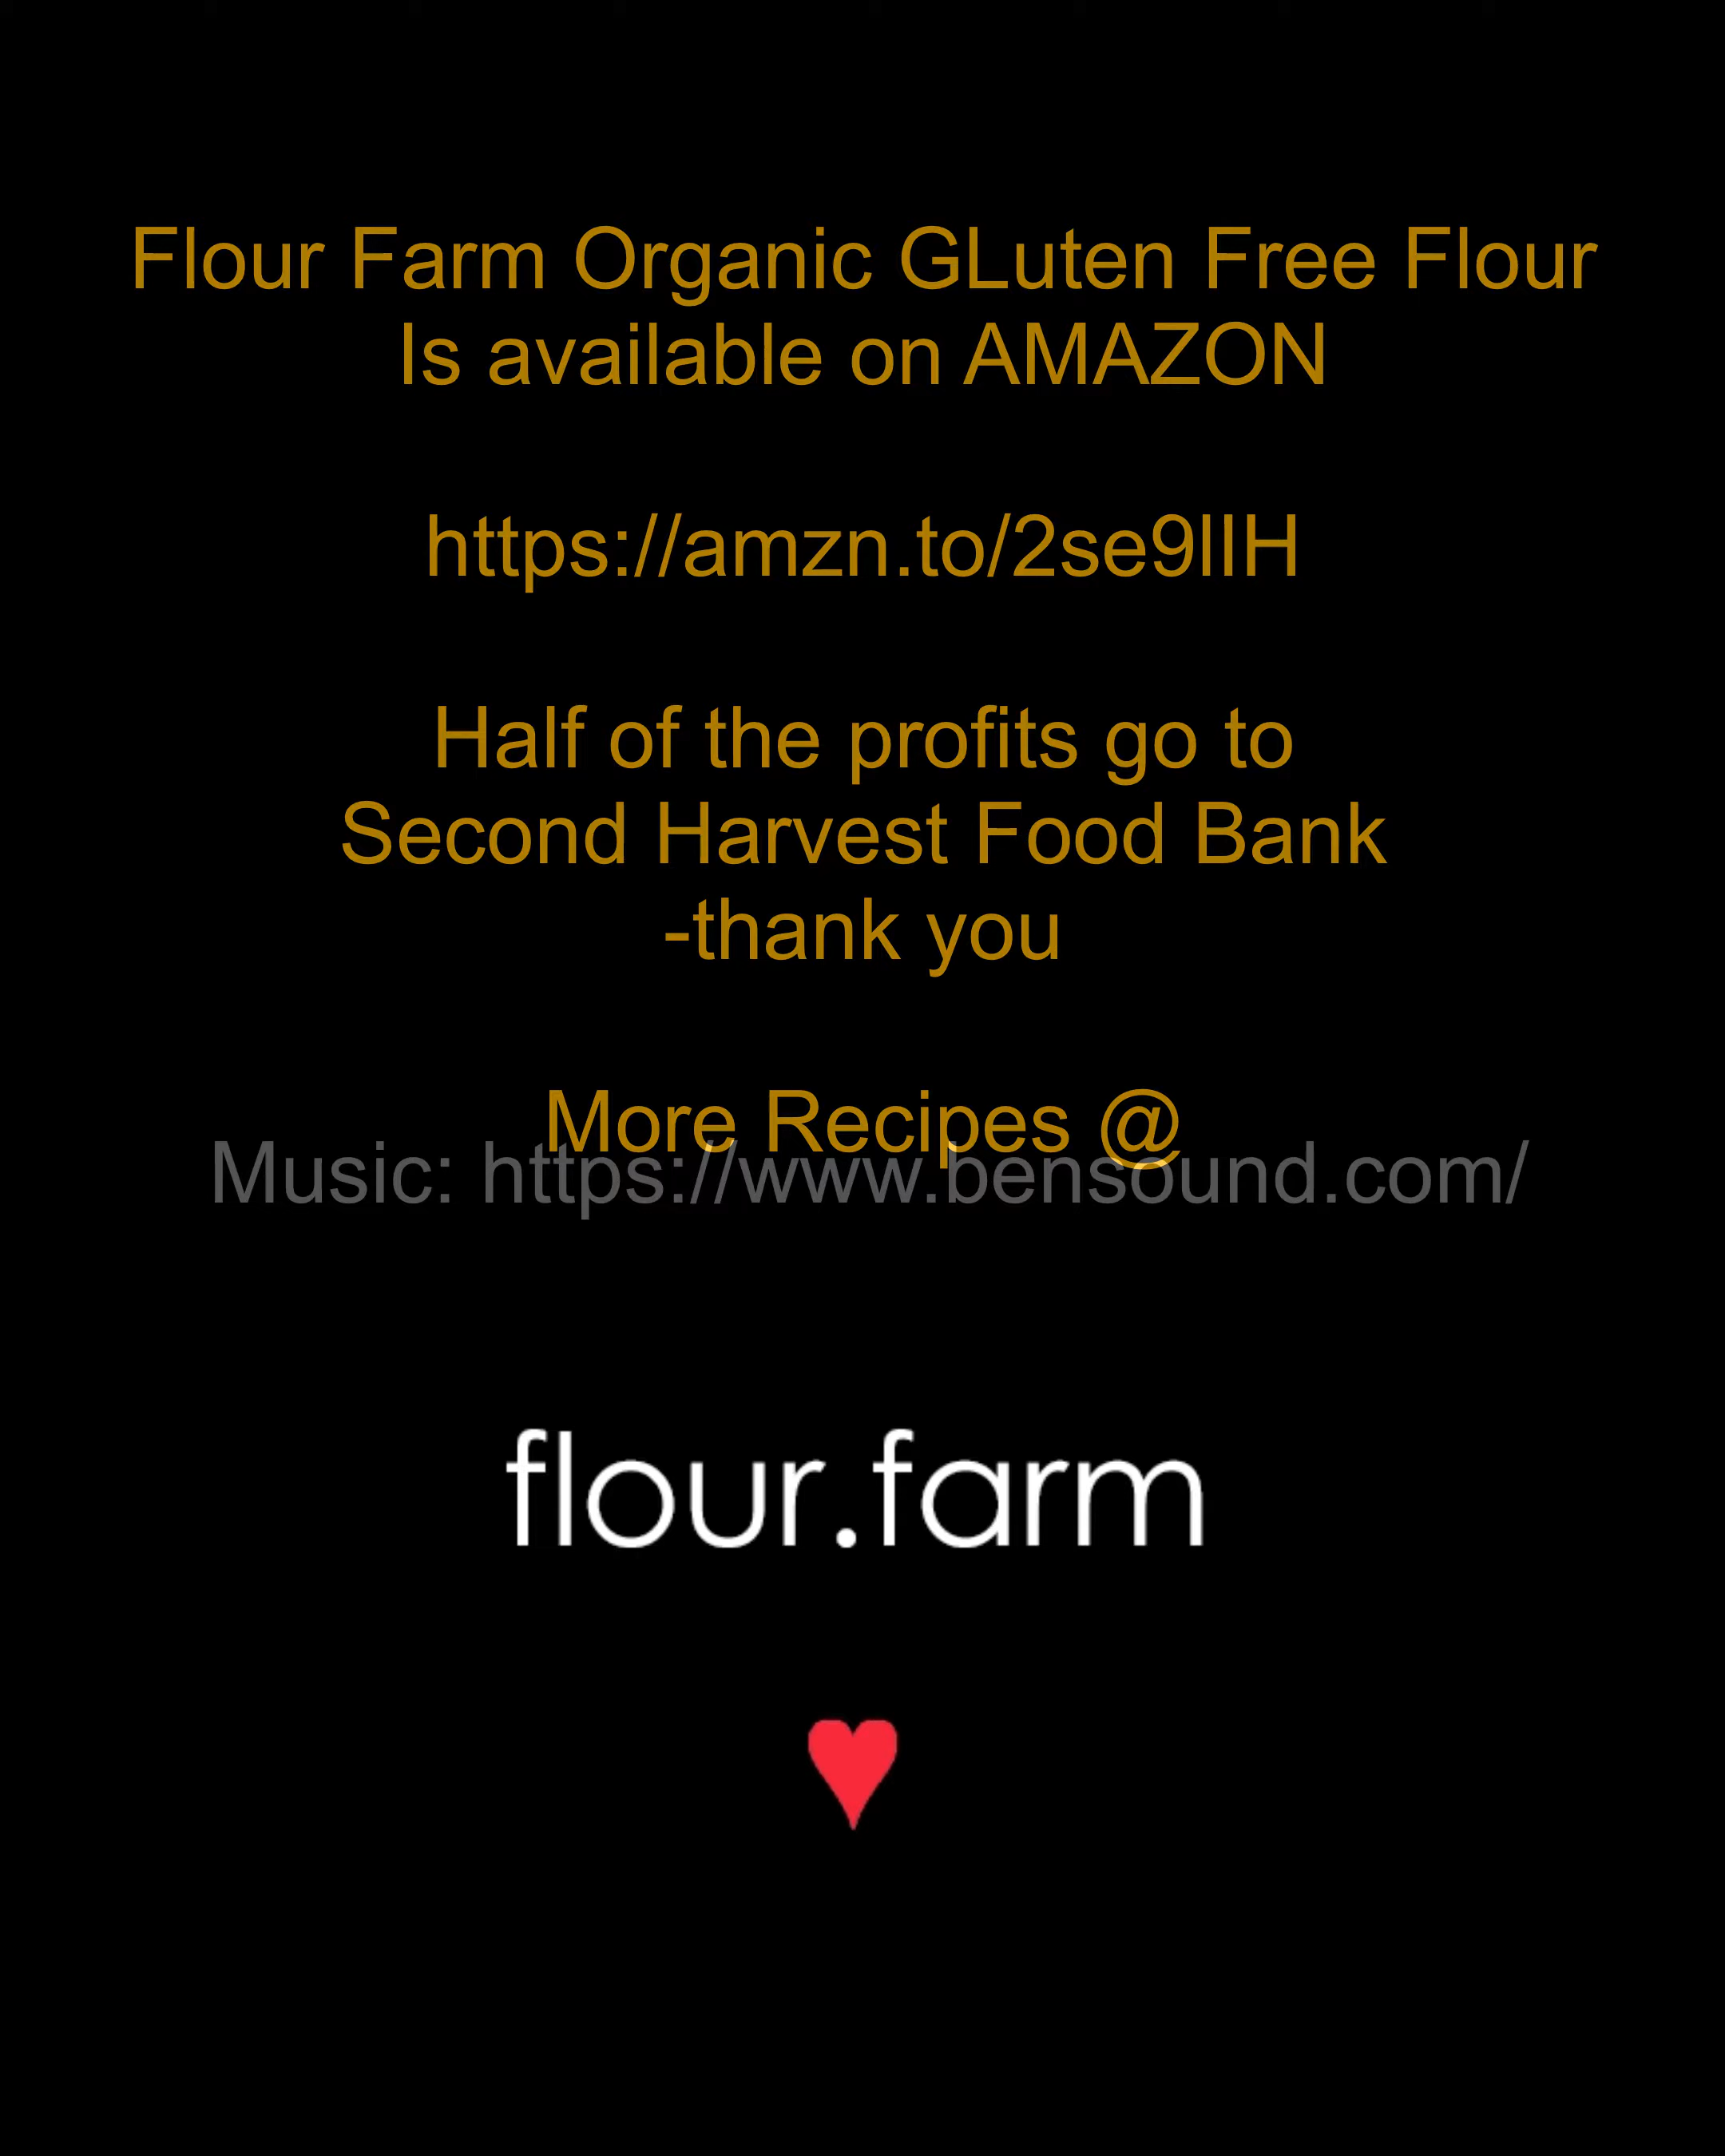 Flour Farm Organic GLuten Free Flour
Is available on AMAZON
https://amzn.to/2se9lIH
Half of the profits go to
Second Harvest Food Bank
-thank you
More Recipes @
Music: https://www.bensound.com/
flour.farm